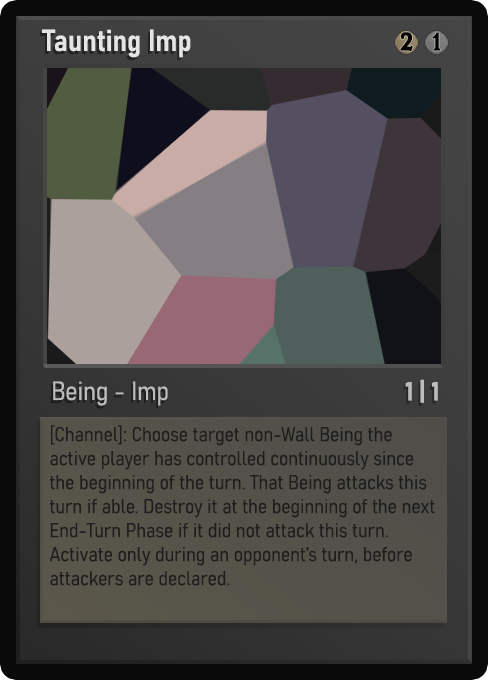 Taunting Imp
2 1
Being - Imp
1|1
[Channel]: Choose target non-Wall Being the
active player has controlled continuously since
the beginning of the turn. That Being attacks this
turn if able. Destroy it at the beginning of the next
End-Turn Phase if it did not attack this turn.
Activate only during an opponent's turn, before
attackers are declared.